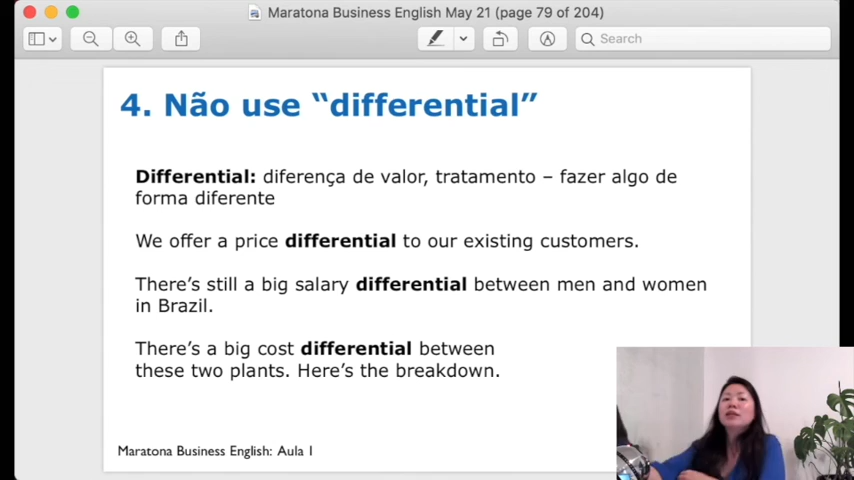 Maratona Business English May 21 (page 79 of 204)
Search
4. Não use “differential”
Differential: diferença de valor, tratamento – fazer algo de
forma diferente
We offer a price differential to our existing customers.
There’s still a big salary differential between men and women
in Brazil.
There’s a big cost differential between
these two plants. Here’s the breakdown.
Maratona Business English: Aula 1